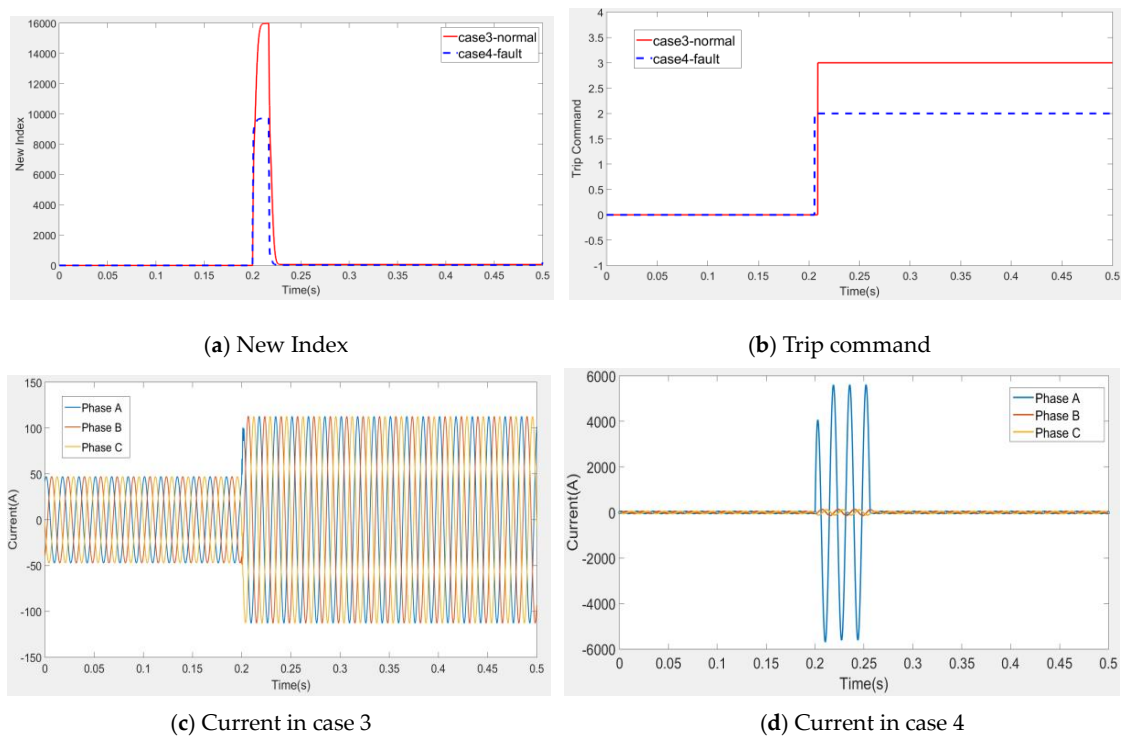 16000
14000
12000
10000
8000
6000
4000
2000
0
New Index
case3-normal
case4-fault
0 0.05 0.1 0.15 0.2 0.25 0.3 0.35 0.4 0.45 0.5
Time(s)
4
3.5
3
2.5
2
1.5
1
0.5
0
-0.5
-1
Trip Command
case3-normal
case4-fault
0 0.05 0.1 0.15 0.2 0.25 0.3 0.35 0.4 0.45 0.5
Time(s)
(a) New Index
(b) Trip command
150
100
50
0
-50
-100
-150
Current(A)
Phase A
Phase B
Phase C
0 0.05 0.1 0.15 0.2 0.25 0.3 0.35 0.4 0.45 0.5
Time(s)
6000
4000
2000
0
-2000
-4000
-6000
Current(A)
Phase A
Phase B
Phase C
0 0.05 0.1 0.15 0.2 0.25 0.3 0.35 0.4 0.45 0.5
Time(s)
(c) Current in case 3
(d) Current in case 4